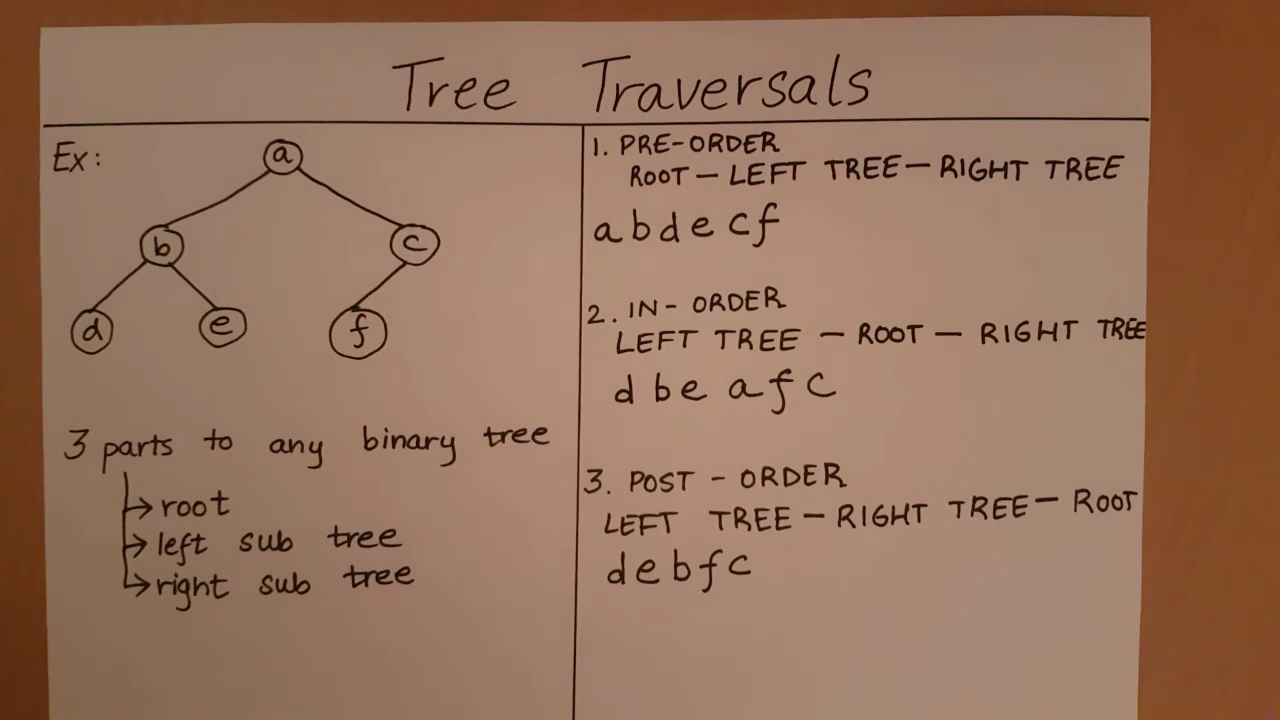 Tree Traversals
Ex:
a
b
c
d
e
f
3 parts to any binary tree
root
left sub tree
right sub tree
1. PRE-ORDER
ROOT - LEFT TREE - RIGHT TREE
a b d e c f
2. IN - ORDER
LEFT TREE - ROOT - RIGHT TREE
d b e a f c
3. POST - ORDER
LEFT TREE - RIGHT TREE - ROOT
d e b f c